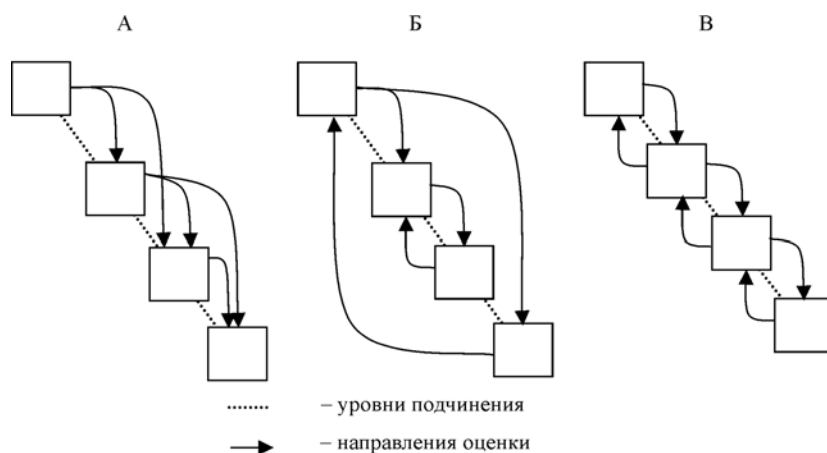 А Б В
– уровни подчинения
– направления оценки